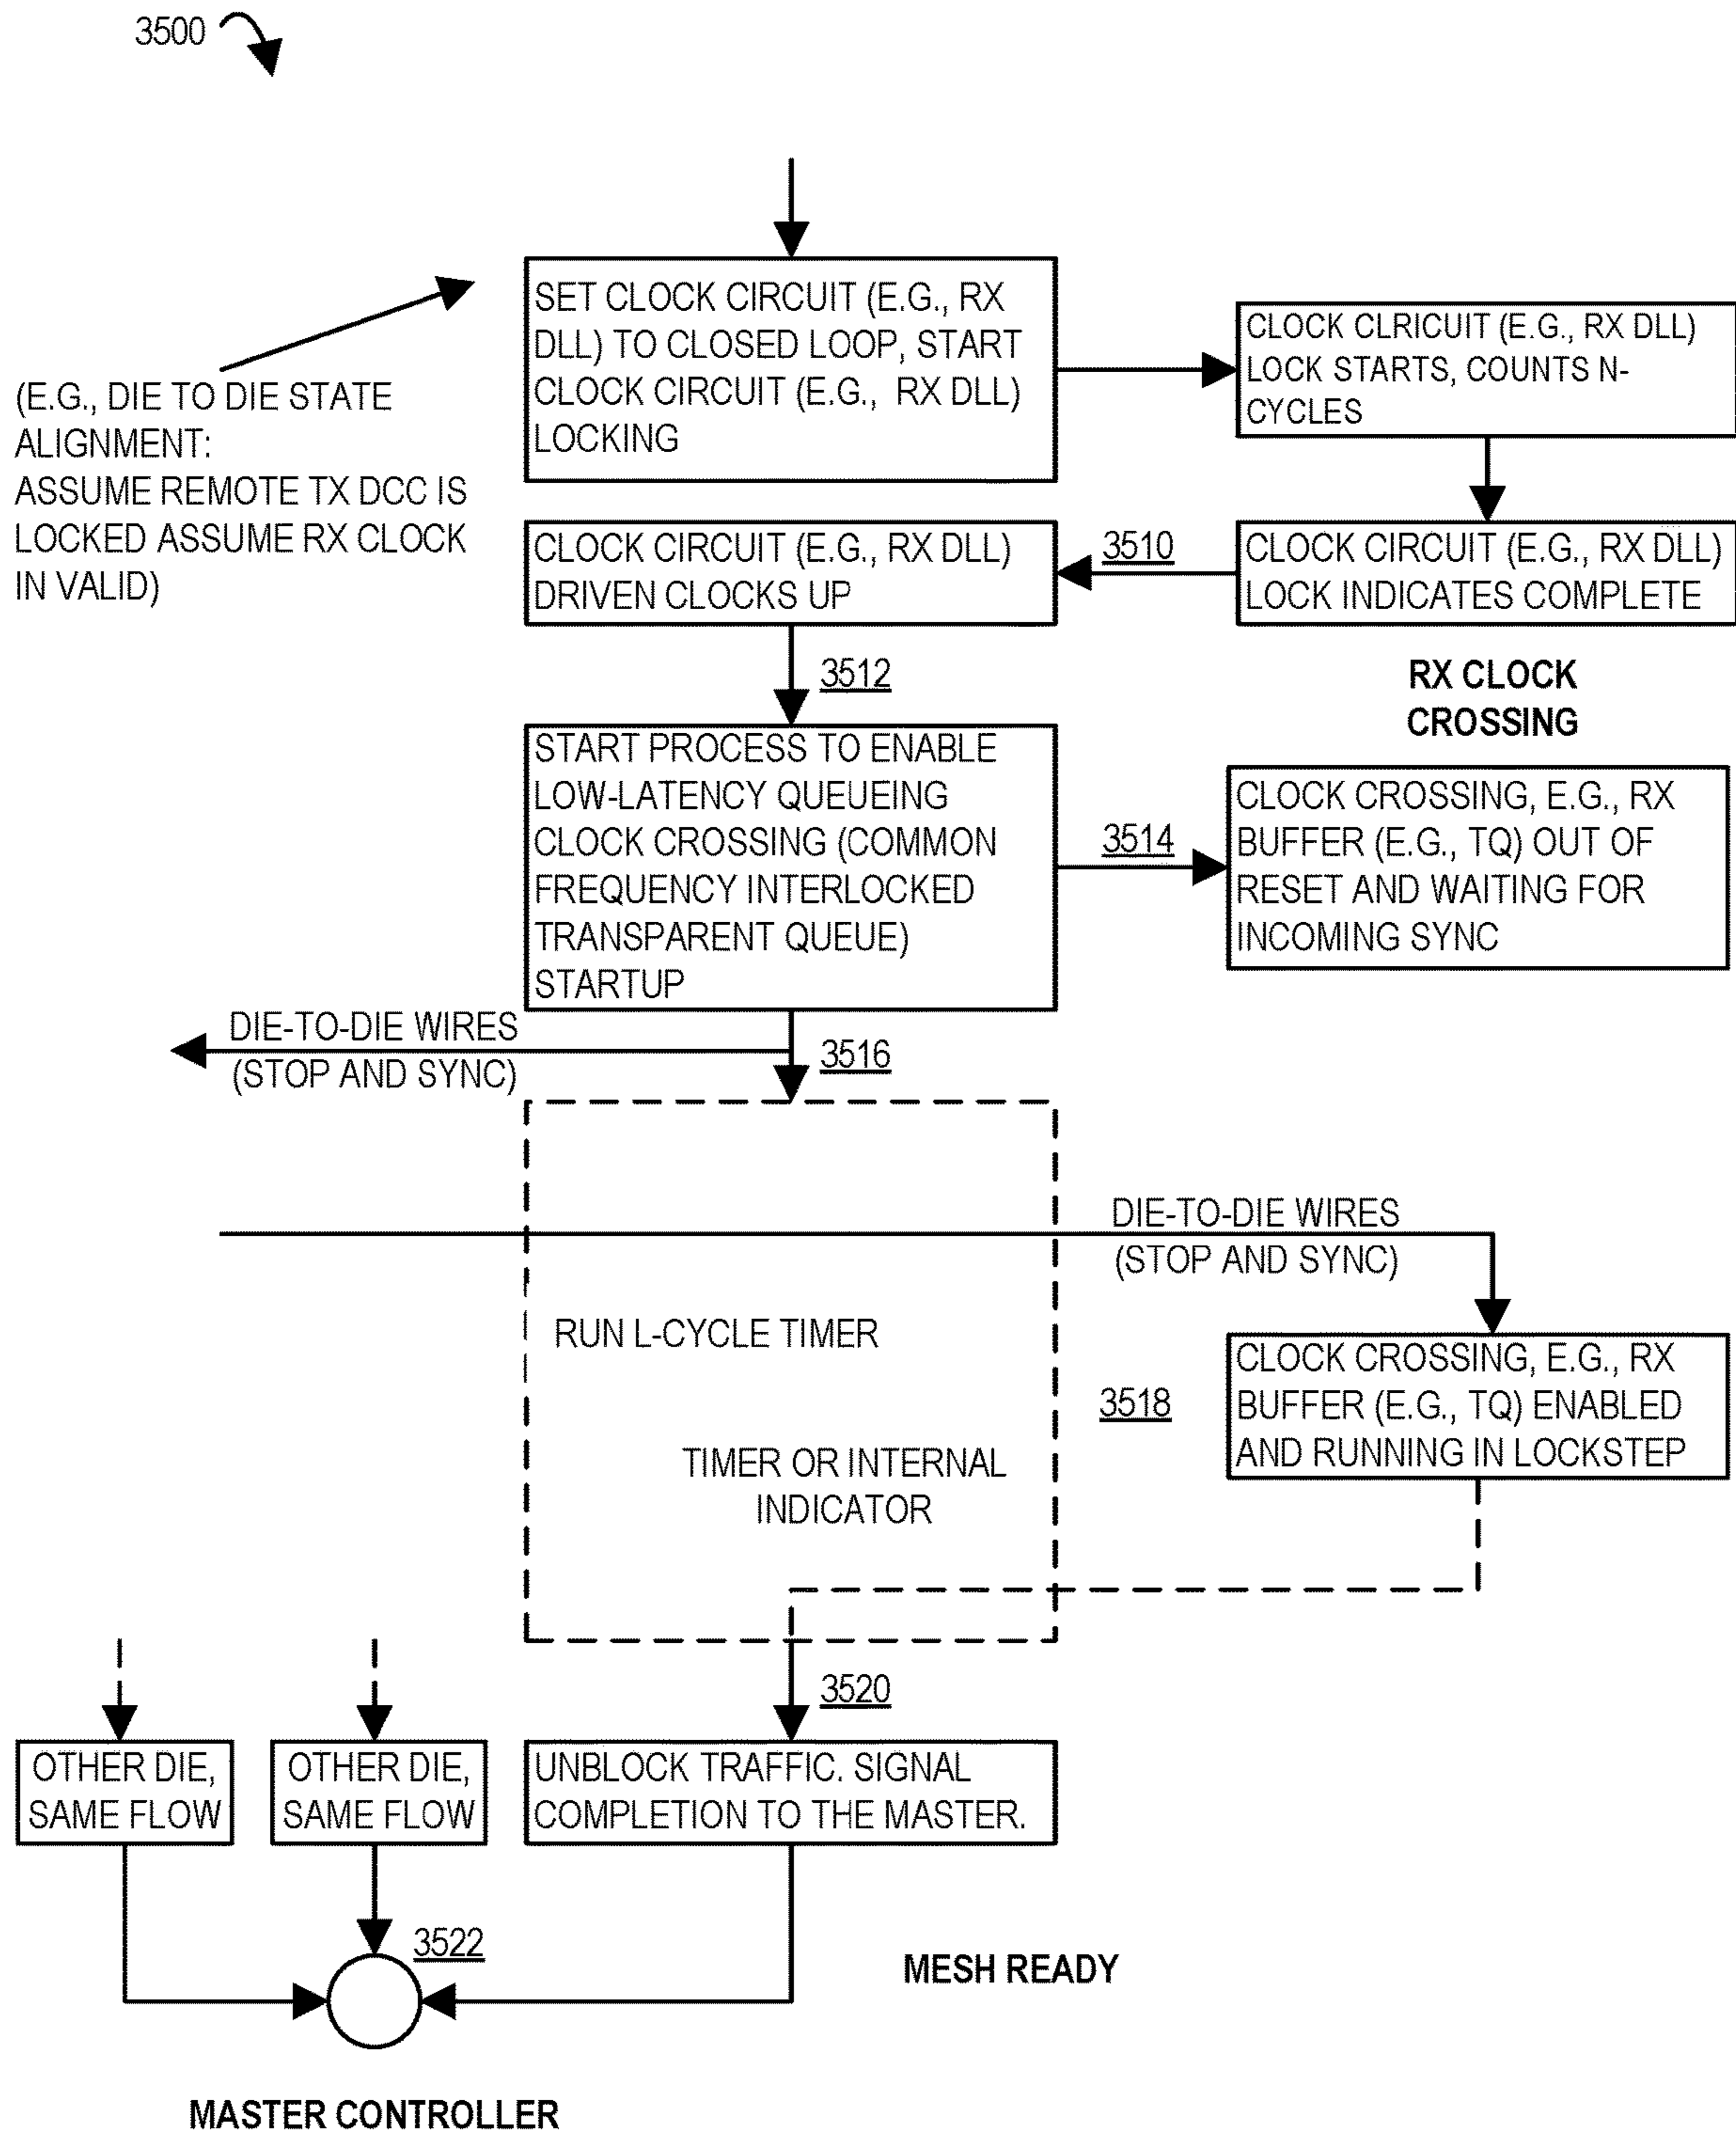 3500
SET CLOCK CIRCUIT (E.G., RX
DLL) TO CLOSED LOOP, START
CLOCK CIRCUIT (E.G., RX DLL)
LOCKING
CLOCK CLRICUIT (E.G., RX DLL)
LOCK STARTS, COUNTS N-
CYCLES
(E.G., DIE TO DIE STATE
ALIGNMENT:
ASSUME REMOTE TX DCC IS
LOCKED ASSUME RX CLOCK
IN VALID)
CLOCK CIRCUIT (E.G., RX DLL)
DRIVEN CLOCKS UP
3510
CLOCK CIRCUIT (E.G., RX DLL)
LOCK INDICATES COMPLETE
3512
RX CLOCK
CROSSING
START PROCESS TO ENABLE
LOW-LATENCY QUEUEING
CLOCK CROSSING (COMMON
FREQUENCY INTERLOCKED
TRANSPARENT QUEUE)
STARTUP
3514
CLOCK CROSSING, E.G., RX
BUFFER (E.G., TQ) OUT OF
RESET AND WAITING FOR
INCOMING SYNC
DIE-TO-DIE WIRES
(STOP AND SYNC)
3516
DIE-TO-DIE WIRES
(STOP AND SYNC)
RUN L-CYCLE TIMER
3518
CLOCK CROSSING, E.G., RX
BUFFER (E.G., TQ) ENABLED
AND RUNNING IN LOCKSTEP
TIMER OR INTERNAL
INDICATOR
3520
OTHER DIE,
SAME FLOW
OTHER DIE,
SAME FLOW
UNBLOCK TRAFFIC. SIGNAL
COMPLETION TO THE MASTER.
3522
MESH READY
MASTER CONTROLLER